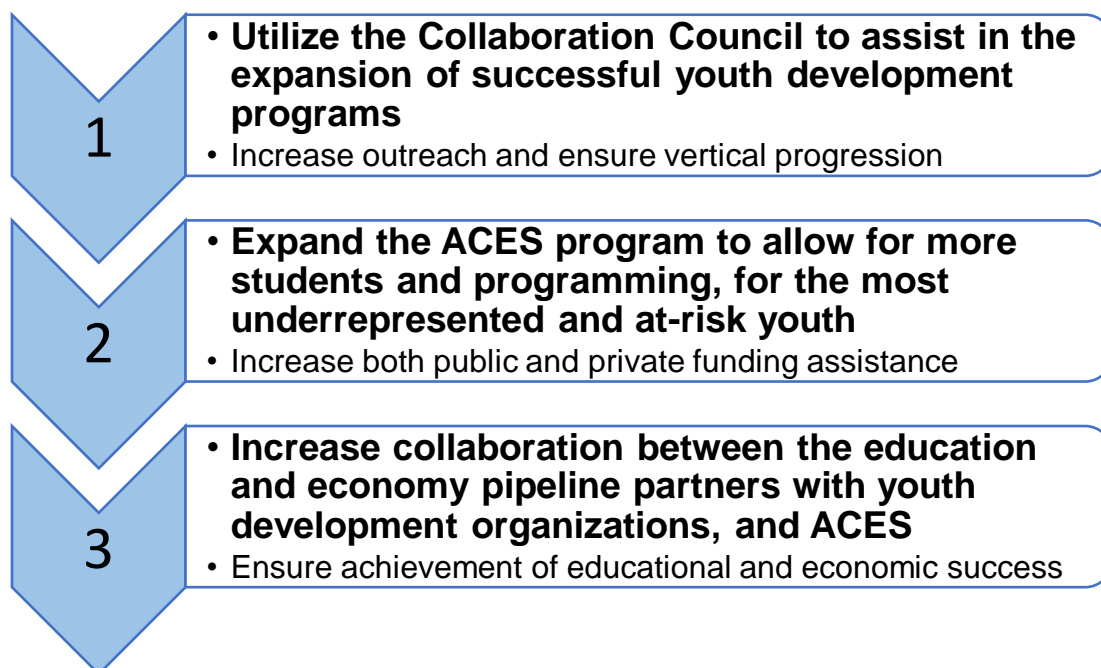 1
• Utilize the Collaboration Council to assist in the
expansion of successful youth development
programs
• Increase outreach and ensure vertical progression
2
• Expand the ACES program to allow for more
students and programming, for the most
underrepresented and at-risk youth
• Increase both public and private funding assistance
3
• Increase collaboration between the education
and economy pipeline partners with youth
development organizations, and ACES
• Ensure achievement of educational and economic success